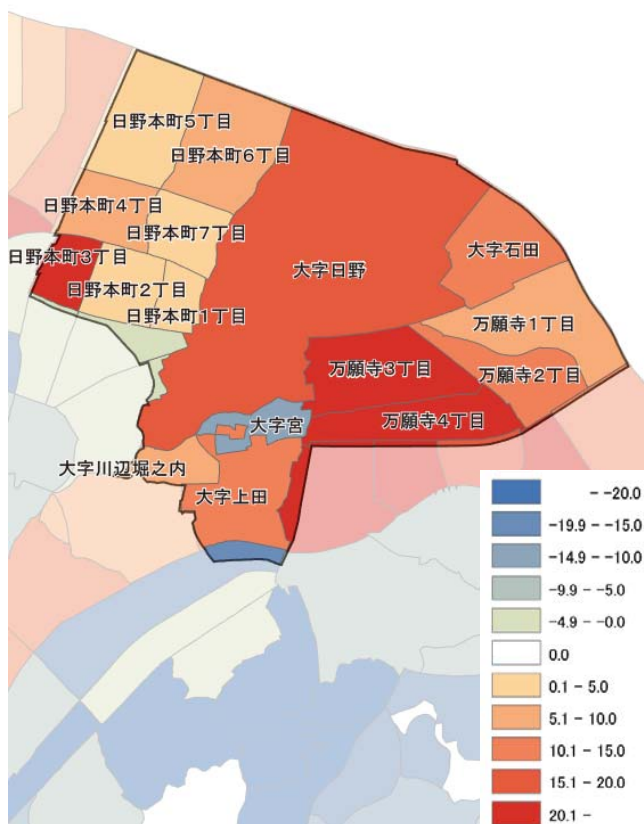 日野本町5丁目
日野本町6丁目
日野本町4丁目
日野本町7丁目
日野本町3丁目
大字日野
大字石田
日野本町2丁目
日野本町1丁目
万願寺1丁目
万願寺3丁目
万願寺2丁目
万願寺4丁目
大字宮
大字川辺堀之内
大字上田
- -20.0
-19.9 - -15.0
-14.9 - -10.0
-9.9 - -5.0
-4.9 - -0.0
0.0
0.1 - 5.0
5.1 - 10.0
10.1 - 15.0
15.1 - 20.0
20.1 -